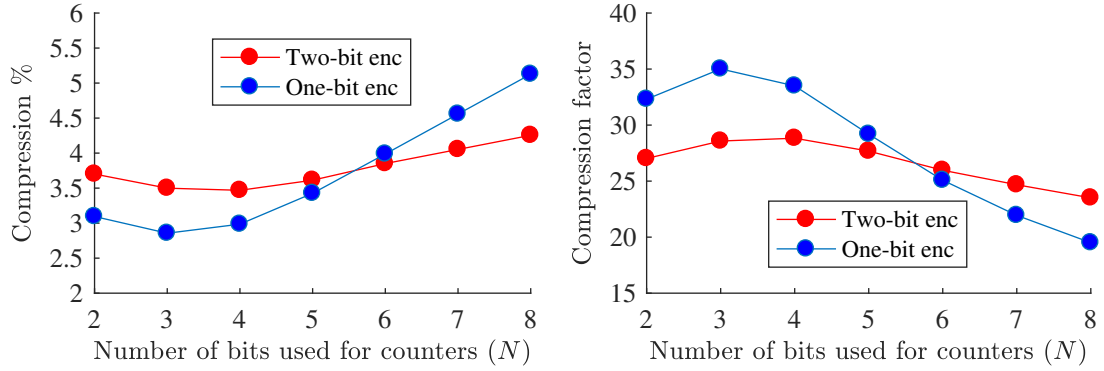 Compression %
6
5.5
5
4.5
4
3.5
3
2.5
2
Two-bit enc
One-bit enc
2 3 4 5 6 7 8
Number of bits used for counters (N)
Compression factor
40
35
30
25
20
15
Two-bit enc
One-bit enc
2 3 4 5 6 7 8
Number of bits used for counters (N)